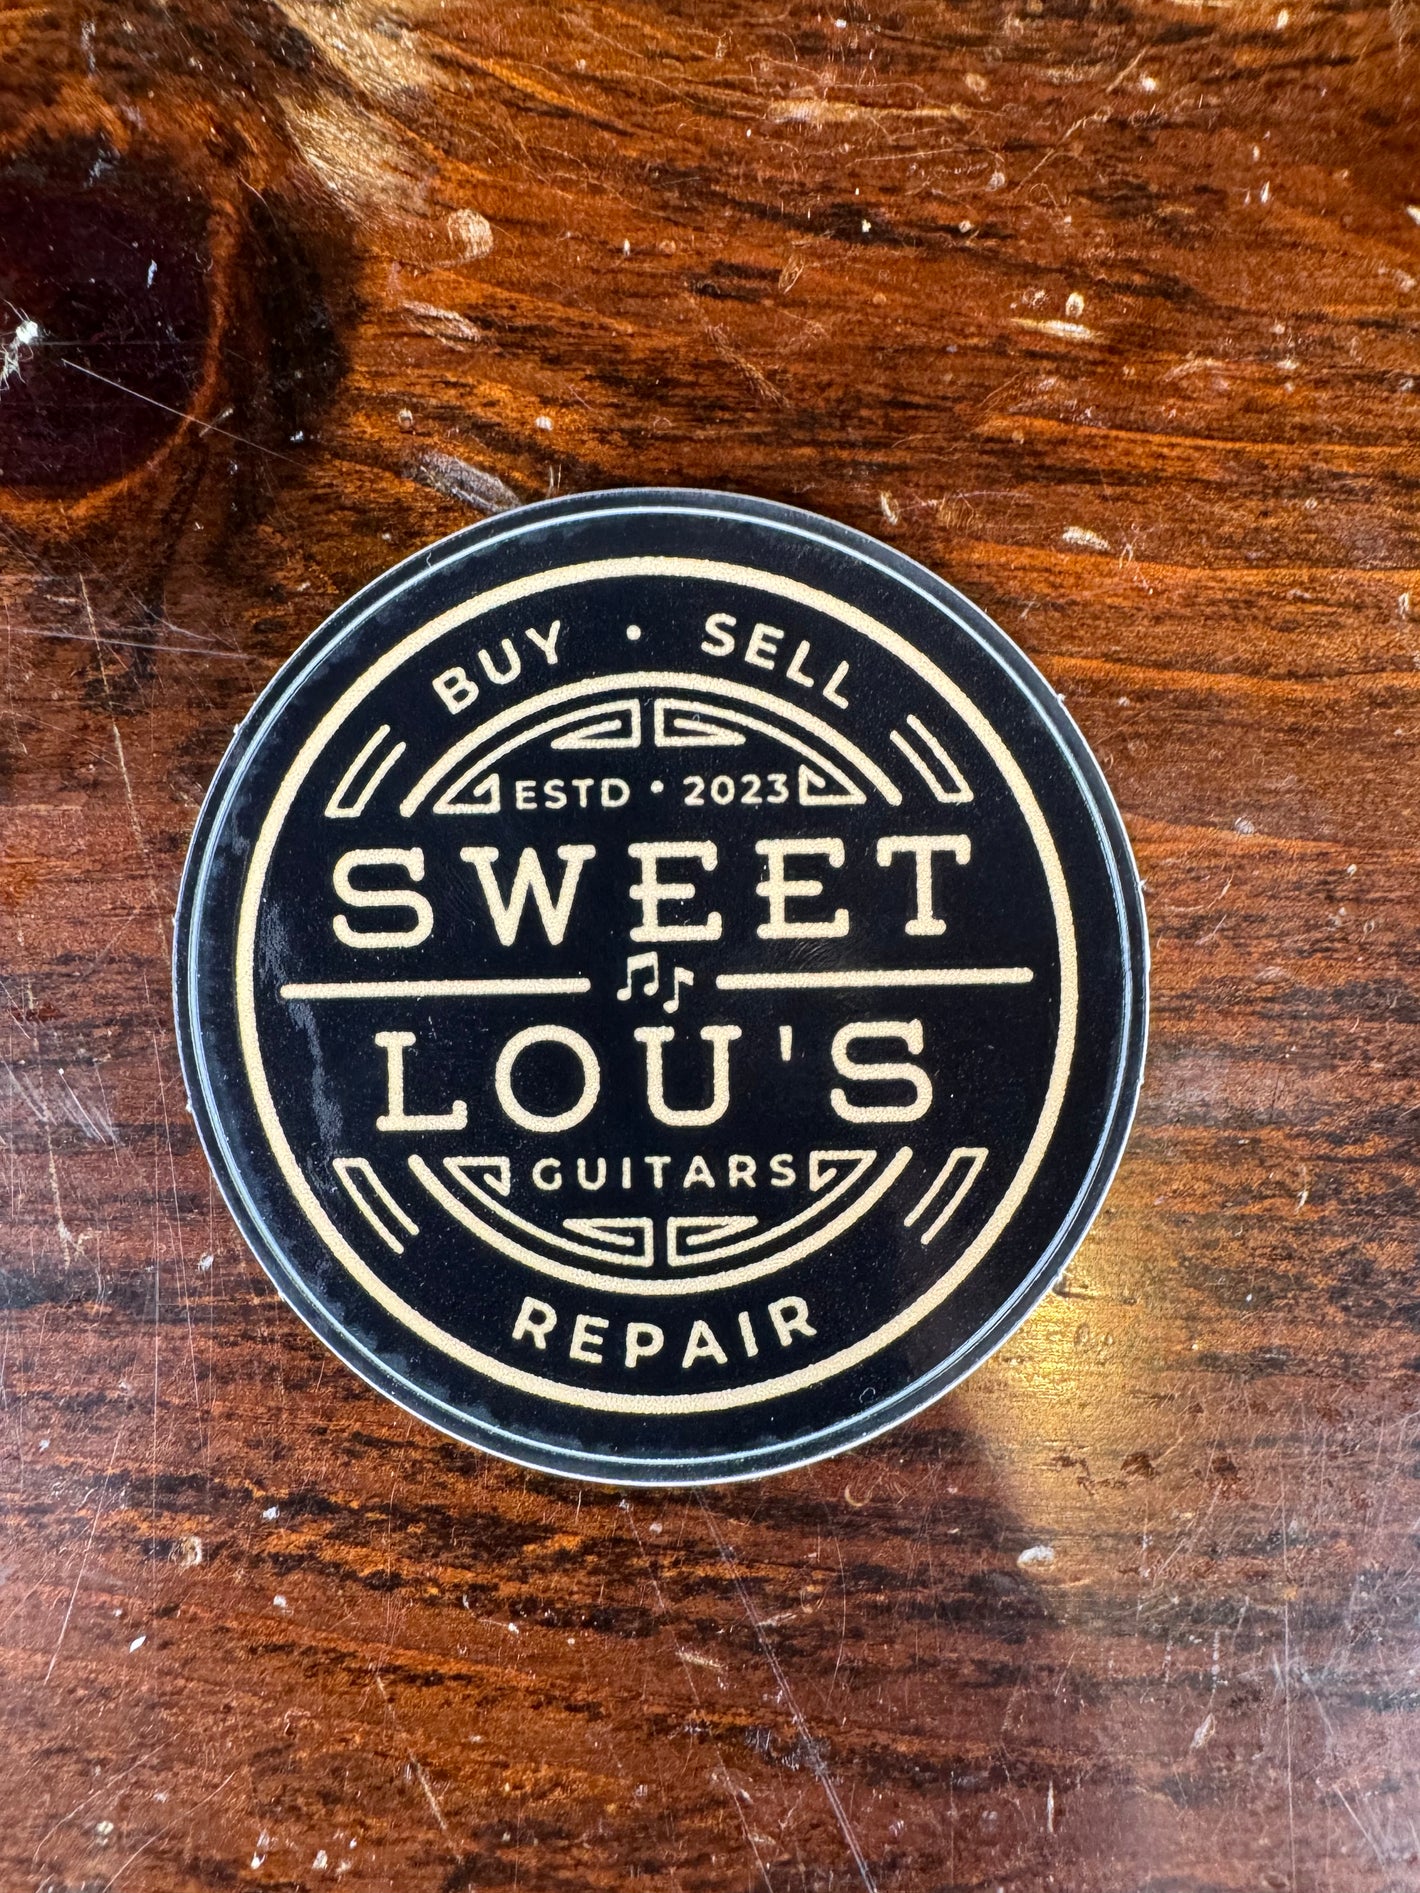 BUY • SELL
ESTD • 2023
SWEET
LOU'S
GUITARS
REPAIR